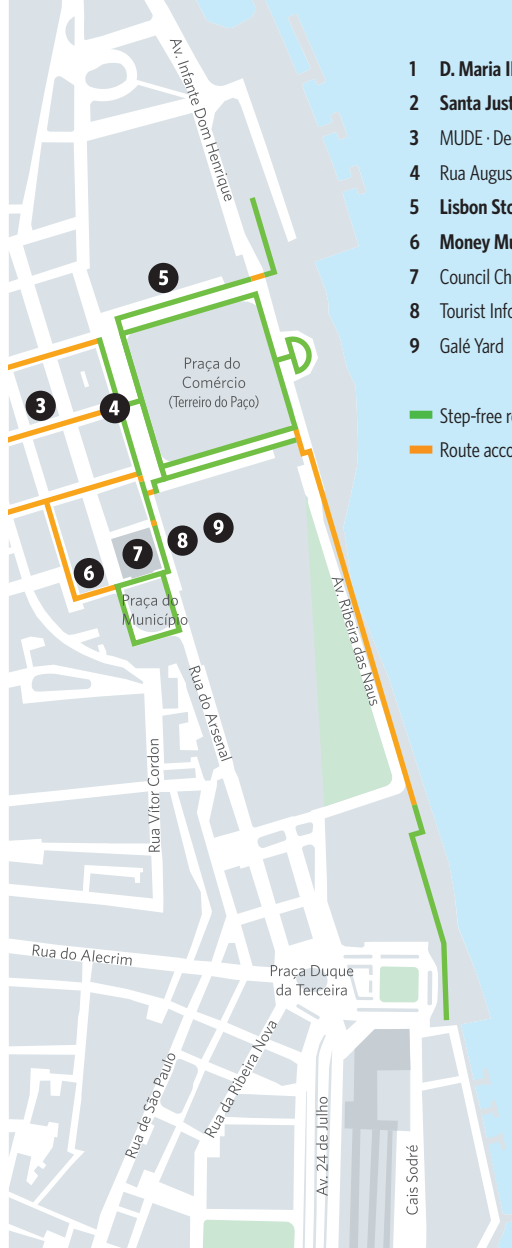 Av. Infante Dom Henrique
1 D. Maria II
2 Santa Just
3 MUDE · De
4 Rua Augus
5 Lisbon Sto
6 Money Mu
7 Council Ch
8 Tourist Info
9 Galé Yard
Step-free r
Route acco
5
Praça do
Comércio
(Terreiro do Paço)
3
4
9
8
7
6
Praça do
Município
Av. Ribeira das Naus
Rua do Arsenal
Rua Vítor Cordon
Rua do Alecrim
Praça Duque
da Terceira
Rua de São Paulo
Rua da Ribeira Nova
Av. 24 de Julho
Cais Sodré